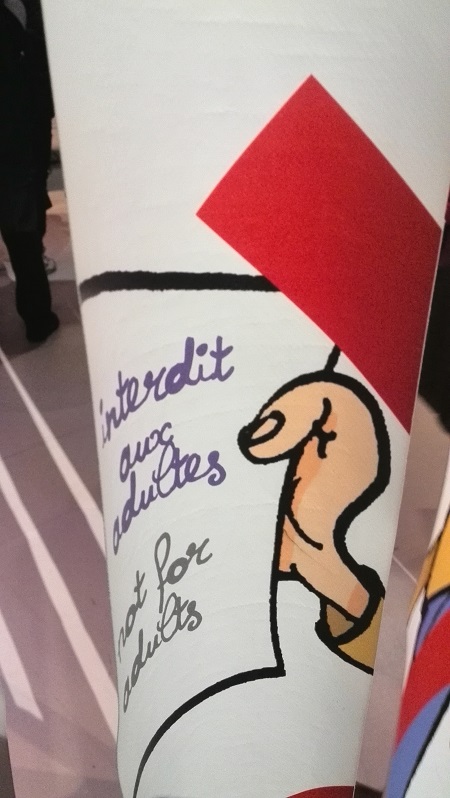 interdit
aux
adultes
not for
adults